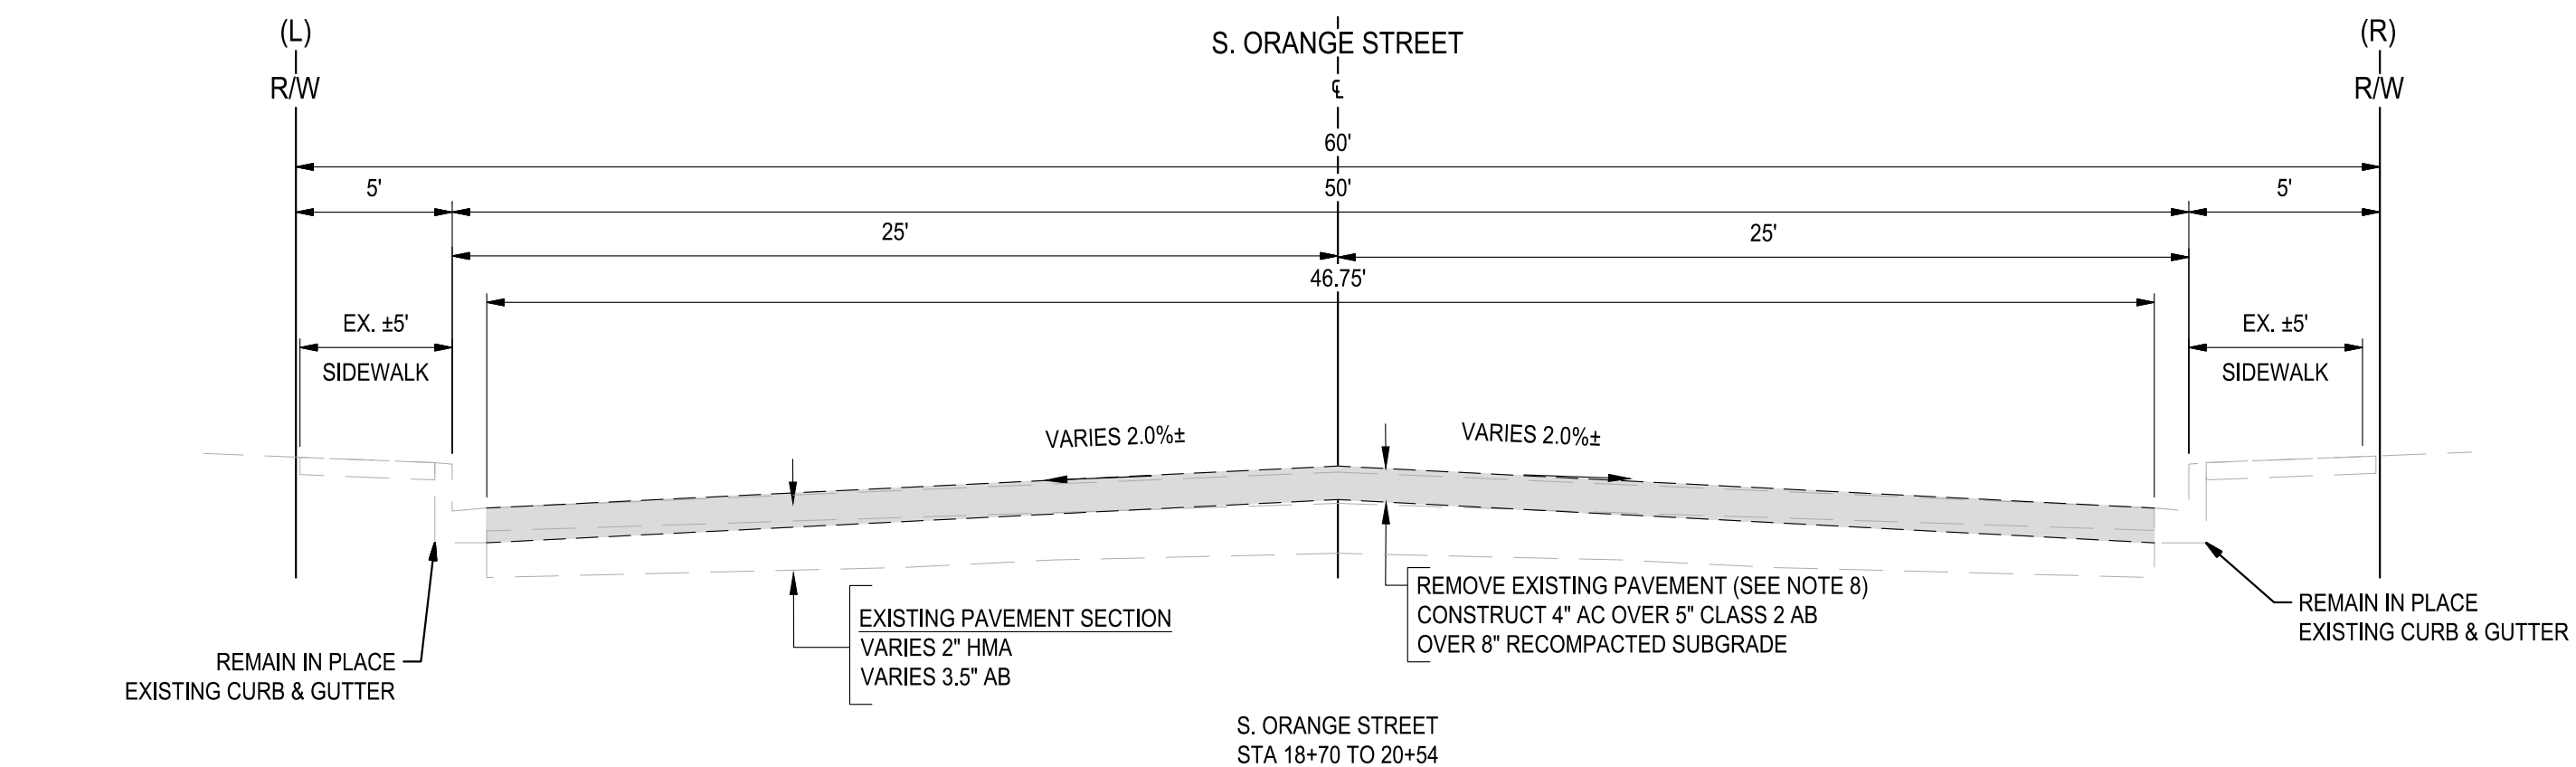 (L)
S. ORANGE STREET
(R)
R/W
℄
R/W
60'
5'
50'
5'
25'
25'
46.75'
EX. ±5'
SIDEWALK
EX. ±5'
SIDEWALK
VARIES 2.0%±
VARIES 2.0%±
REMAIN IN PLACE
EXISTING CURB & GUTTER
EXISTING PAVEMENT SECTION
VARIES 2" HMA
VARIES 3.5" AB
REMOVE EXISTING PAVEMENT (SEE NOTE 8)
CONSTRUCT 4" AC OVER 5" CLASS 2 AB
OVER 8" RECOMPACTED SUBGRADE
REMAIN IN PLACE
EXISTING CURB & GUTTER
S. ORANGE STREET
STA 18+70 TO 20+54